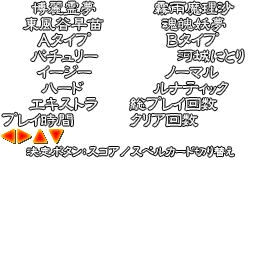 博麗霊夢 霧雨魔理沙
東風谷早苗 魂魄妖夢
Aタイプ Bタイプ
パチュリー 河城にとり
イージー ノーマル
ハード ルナティック
エキストラ 総プレイ回数
プレイ時間 クリア回数
決定ボタン：スコア／スペルカード切り替え